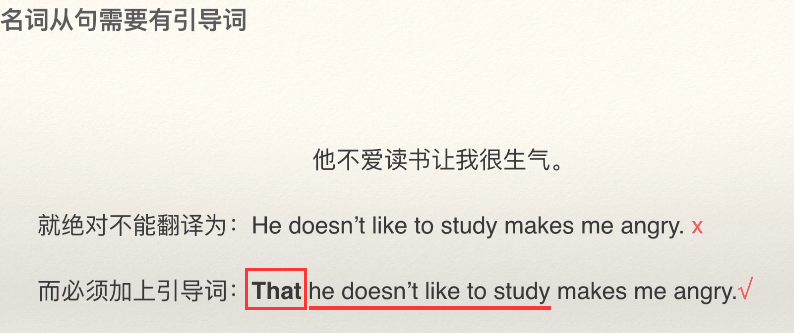 名词从句需要有引导词
他不爱读书让我很生气。
就绝对不能翻译为：He doesn’t like to study makes me angry. x
而必须加上引导词：That he doesn’t like to study makes me angry.√